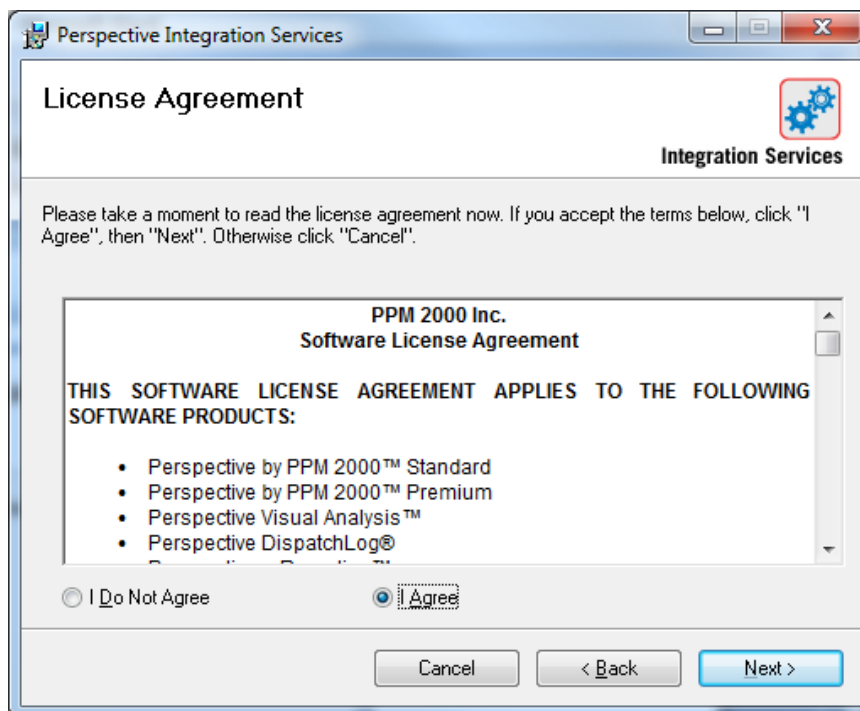 Perspective Integration Services
License Agreement
Integration Services
Please take a moment to read the license agreement now. If you accept the terms below, click "I
Agree", then "Next". Otherwise click "Cancel".
PPM 2000 Inc.
Software License Agreement
THIS SOFTWARE LICENSE AGREEMENT APPLIES TO THE FOLLOWING
SOFTWARE PRODUCTS:
• Perspective by PPM 2000™ Standard
• Perspective by PPM 2000™ Premium
• Perspective Visual Analysis™
• Perspective DispatchLog®
I Do Not Agree
I Agree
Cancel
< Back
Next >